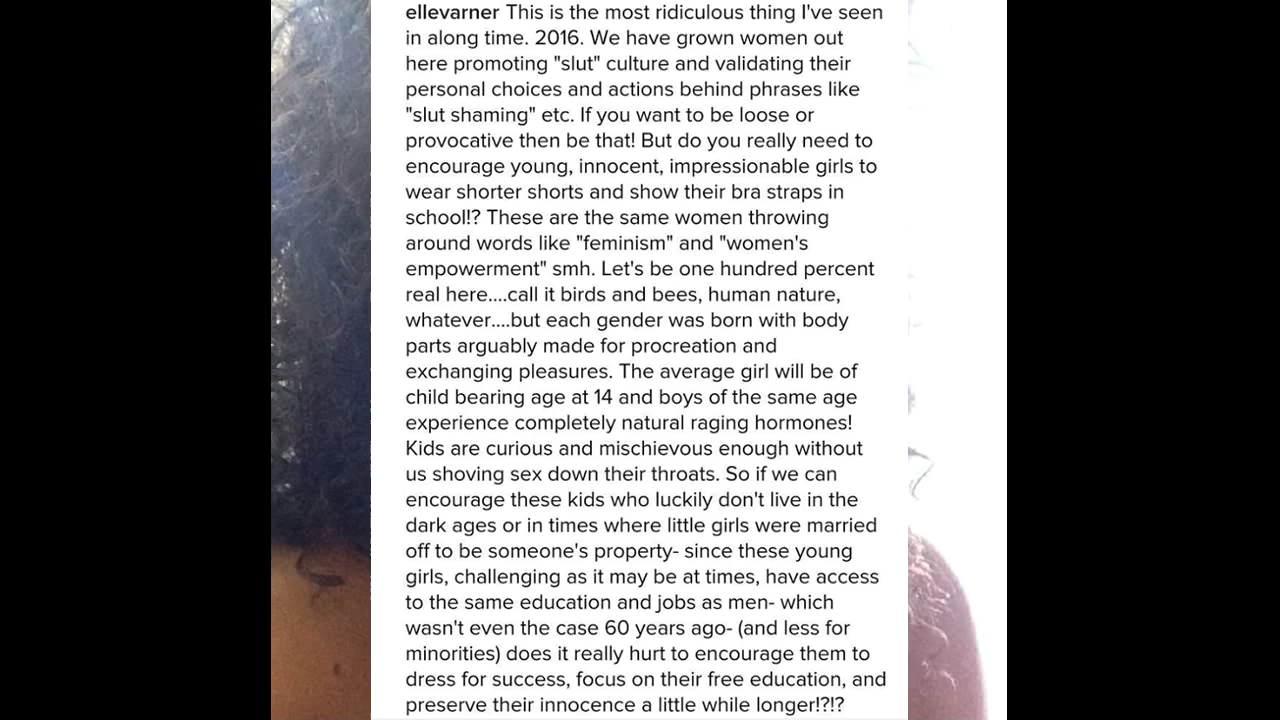 ellevarner This is the most ridiculous thing I've seen
in along time. 2016. We have grown women out
here promoting "slut" culture and validating their
personal choices and actions behind phrases like
"slut shaming" etc. If you want to be loose or
provocative then be that! But do you really need to
encourage young, innocent, impressionable girls to
wear shorter shorts and show their bra straps in
school!? These are the same women throwing
around words like "feminism" and "women's
empowerment" smh. Let's be one hundred percent
real here....call it birds and bees, human nature,
whatever....but each gender was born with body
parts arguably made for procreation and
exchanging pleasures. The average girl will be of
child bearing age at 14 and boys of the same age
experience completely natural raging hormones!
Kids are curious and mischievous enough without
us shoving sex down their throats. So if we can
encourage these kids who luckily don't live in the
dark ages or in times where little girls were married
off to be someone's property- since these young
girls, challenging as it may be at times, have access
to the same education and jobs as men- which
wasn't even the case 60 years ago- (and less for
minorities) does it really hurt to encourage them to
dress for success, focus on their free education, and
preserve their innocence a little while longer!?!?